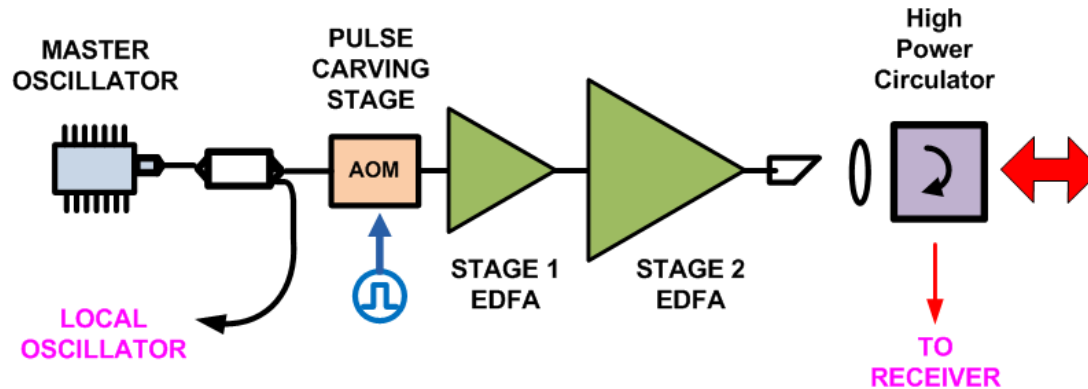 MASTER
OSCILLATOR
PULSE
CARVING
STAGE
High
Power
Circulator
AOM
STAGE 1
EDFA
STAGE 2
EDFA
LOCAL
OSCILLATOR
TO
RECEIVER